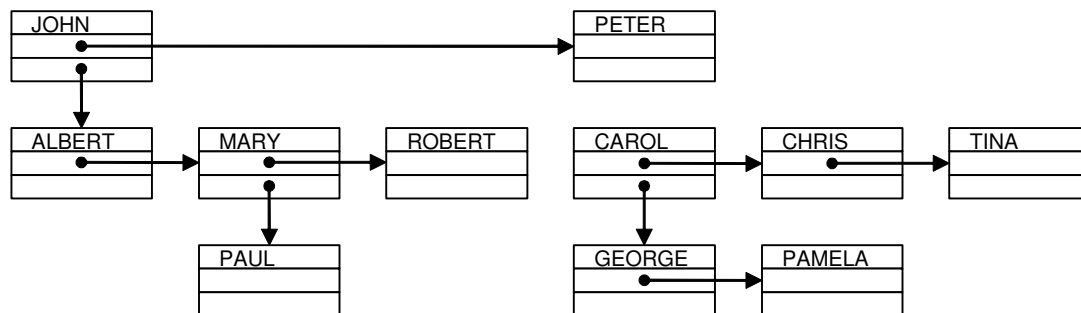 JOHN PETER
ALBERT MARY ROBERT CAROL CHRIS TINA
PAUL GEORGE PAMELA